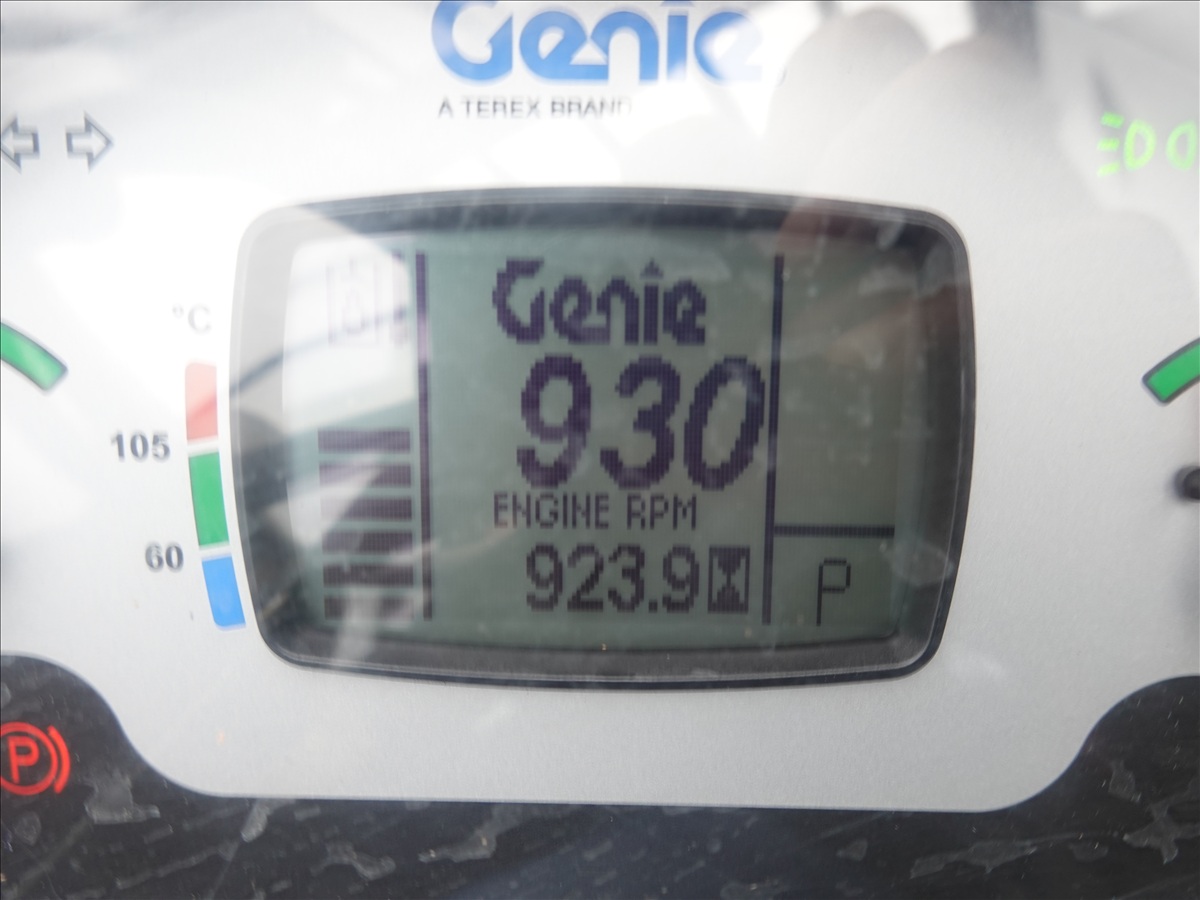 Genie
A TEREX BRAND
°C
105
60
Genie
930
ENGINE RPM
923.9
P
P